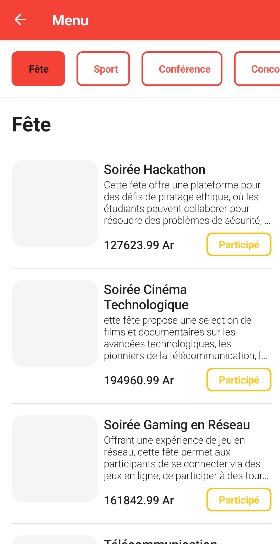 Menu
Fête
Sport
Conférence
Conco
Fête
Soirée Hackathon
Cette fête offre une plateforme pour
des défis de piratage éthique, où les
étudiants peuvent collaborer pour
résoudre des problèmes de sécurité, ...
127623.99 Ar
Participé
Soirée Cinéma
Technologique
ette fête propose une sélection de
films et documentaires sur les
avancées technologiques, les
pionniers de la télécommunication, l...
194960.99 Ar
Participé
Soirée Gaming en Réseau
Offrant une expérience de jeu en
réseau, cette fête permet aux
participants de se connecter via des
jeux en ligne, de participer à des tour...
161842.99 Ar
Participé
Télécommunication